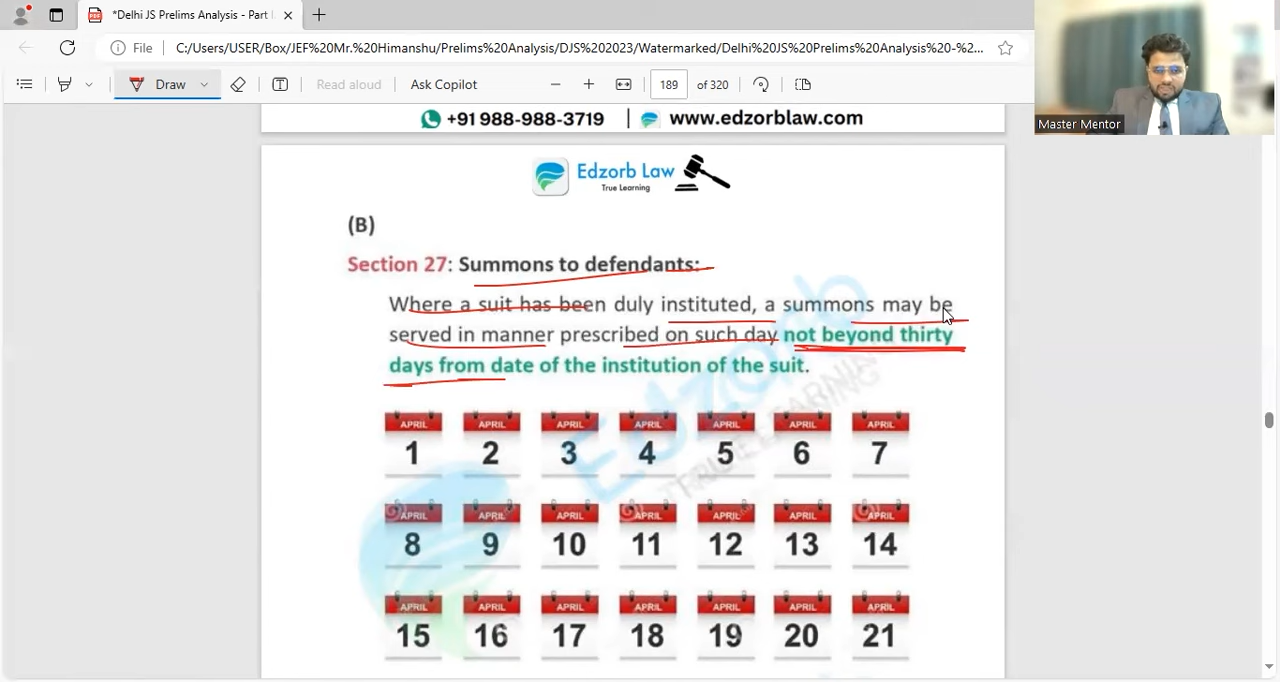 *Delhi JS Prelims Analysis - Part
File C:/Users/USER/Box/JEF%20Mr.%20Himanshu/Prelims%20Analysis/DJS%202023/Watermarked/Delhi%20JS%20Prelims%20Analysis%20-%2...
Draw Read aloud Ask Copilot 189 of 320
Master Mentor
+91 988-988-3719 | www.edzorblaw.com
Edzorb Law
True Learning
(B)
Section 27: Summons to defendants:
Where a suit has been duly instituted, a summons may be
served in manner prescribed on such day not beyond thirty
days from date of the institution of the suit.
APRIL APRIL APRIL APRIL APRIL APRIL APRIL
1 2 3 4 5 6 7
APRIL APRIL APRIL APRIL APRIL APRIL APRIL
8 9 10 11 12 13 14
APRIL APRIL APRIL APRIL APRIL APRIL APRIL
15 16 17 18 19 20 21
Edzorb